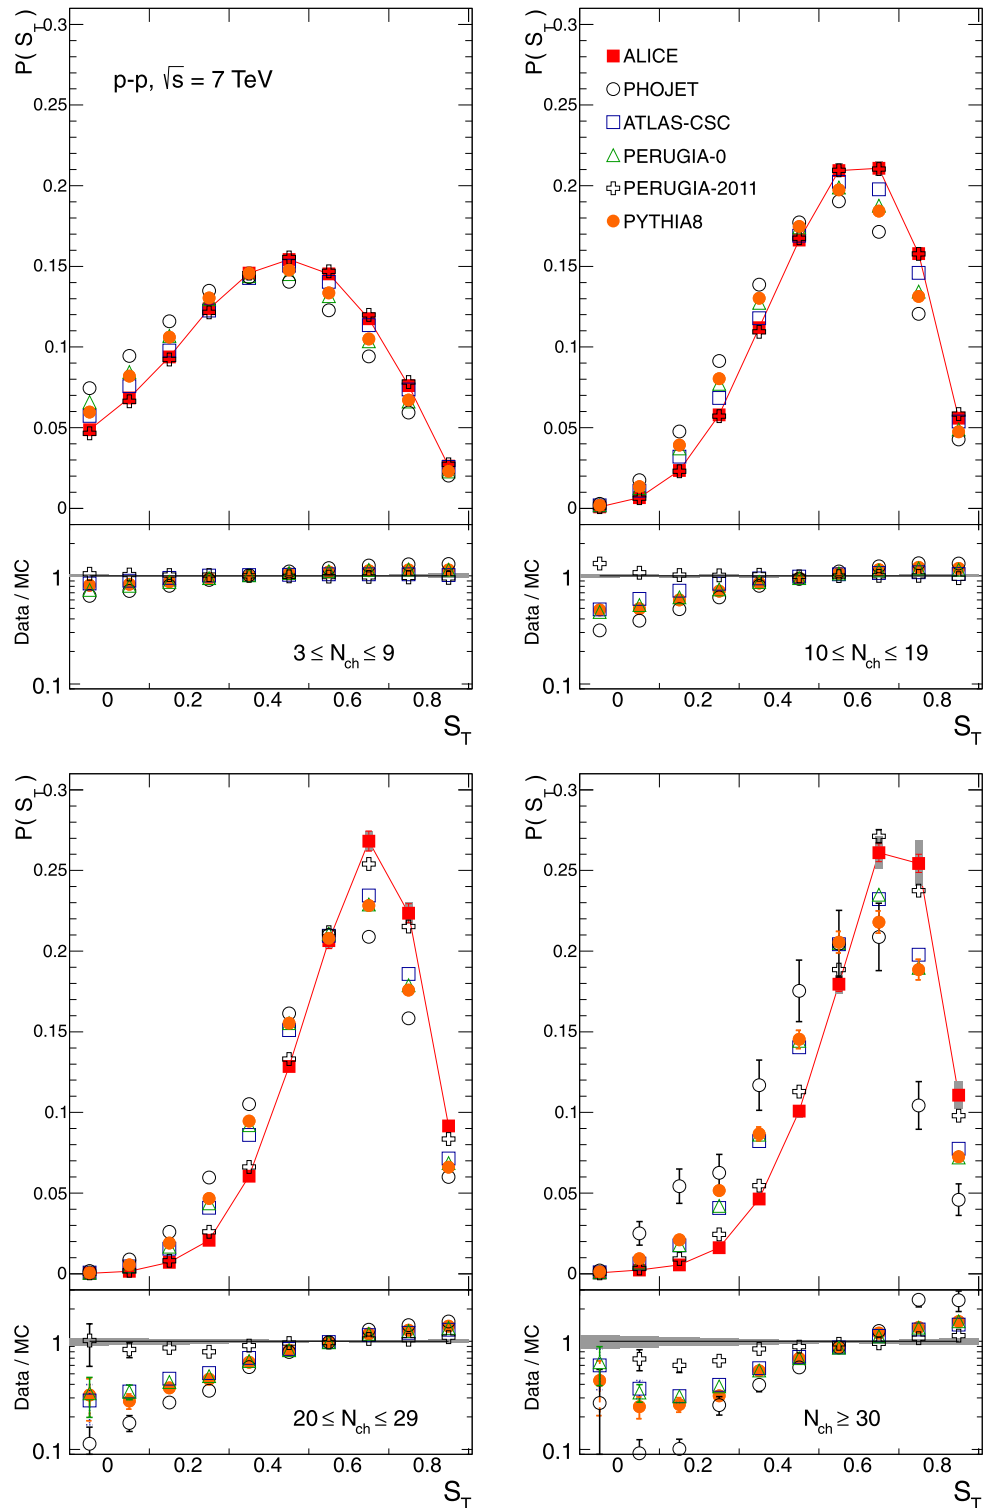 P( S_T )
0.3
0.25
0.2
0.15
0.1
0.05
0
p-p, √s = 7 TeV
Data / MC
1
0.1
3 ≤ N_ch ≤ 9
0 0.2 0.4 0.6 0.8
S_T
P( S_T )
0.3
0.25
0.2
0.15
0.1
0.05
0
ALICE
PHOJET
ATLAS-CSC
PERUGIA-0
PERUGIA-2011
PYTHIA8
Data / MC
1
0.1
10 ≤ N_ch ≤ 19
0 0.2 0.4 0.6 0.8
S_T
P( S_T )
0.3
0.25
0.2
0.15
0.1
0.05
0
Data / MC
1
0.1
20 ≤ N_ch ≤ 29
0 0.2 0.4 0.6 0.8
S_T
P( S_T )
0.3
0.25
0.2
0.15
0.1
0.05
0
Data / MC
1
0.1
N_ch ≥ 30
0 0.2 0.4 0.6 0.8
S_T